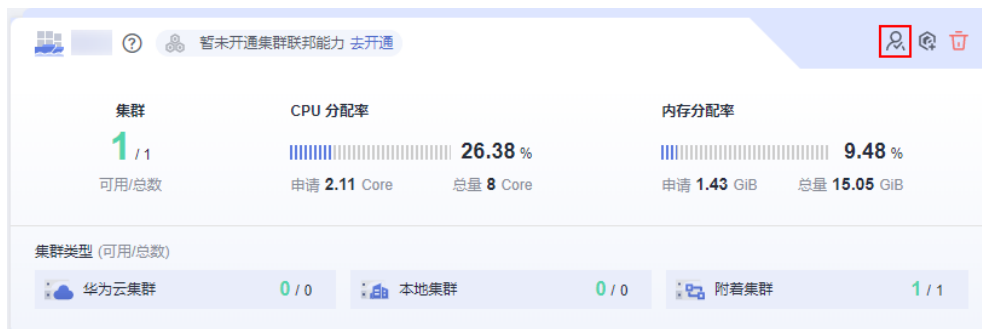 暂未开通集群联邦能力 去开通
集群
1 / 1
可用/总数
CPU 分配率
26.38 %
申请 2.11 Core 总量 8 Core
内存分配率
9.48 %
申请 1.43 GiB 总量 15.05 GiB
集群类型 (可用/总数)
华为云集群 0 / 0
本地集群 0 / 0
附着集群 1 / 1